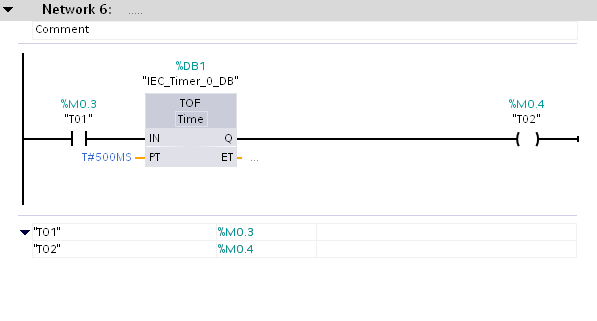 Network 6: .....
Comment
%DB1
"IEC_Timer_0_DB"
%M0.3 TOF %M0.4
"T01" Time "T02"
IN Q
T#500MS PT ET ...
"T01" %M0.3
"T02" %M0.4